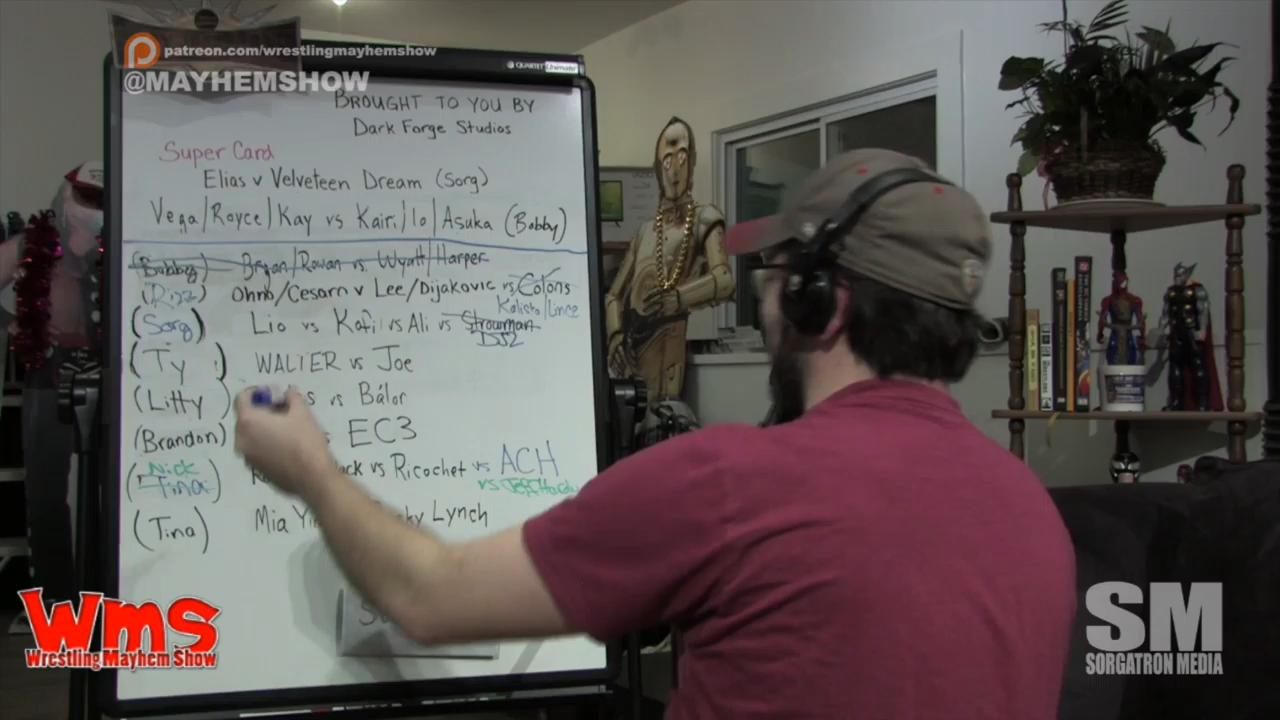 patreon.com/wrestlingmayhemshow
@MAYHEMSHOW
QUARTET
BROUGHT TO YOU BY
Dark Forge Studios
Super Card
Elias v Velveteen Dream (Sorg)
Vega/Royce/Kay vs Kairi/Io/Asuka (Bobby)
(Bobby) Bryan/Rowan vs. Wyatt/Harper
(Rizz) Ohno/Cesaro v Lee/Dijakovic vs Colons
Kalisto/Lince
(Sorg) Lio vs Kofi vs Ali vs Strowman
DJZ
(Ty) WALTER vs Joe
(Litty) vs Bálor
(Brandon) EC3
(Nick vs Ricochet vs ACH
Tina) vs Jeff Hardy
(Tina) Mia Lynch
WMS
Wrestling Mayhem Show
SM
SORGATRON MEDIA